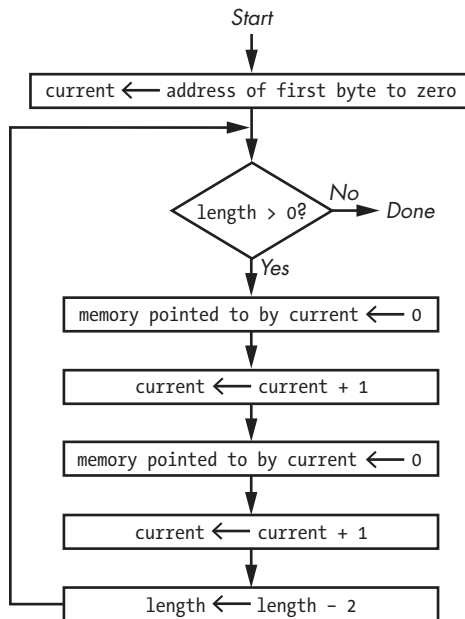 Start
current ← address of first byte to zero
length > 0?
No
Done
Yes
memory pointed to by current ← 0
current ← current + 1
memory pointed to by current ← 0
current ← current + 1
length ← length – 2